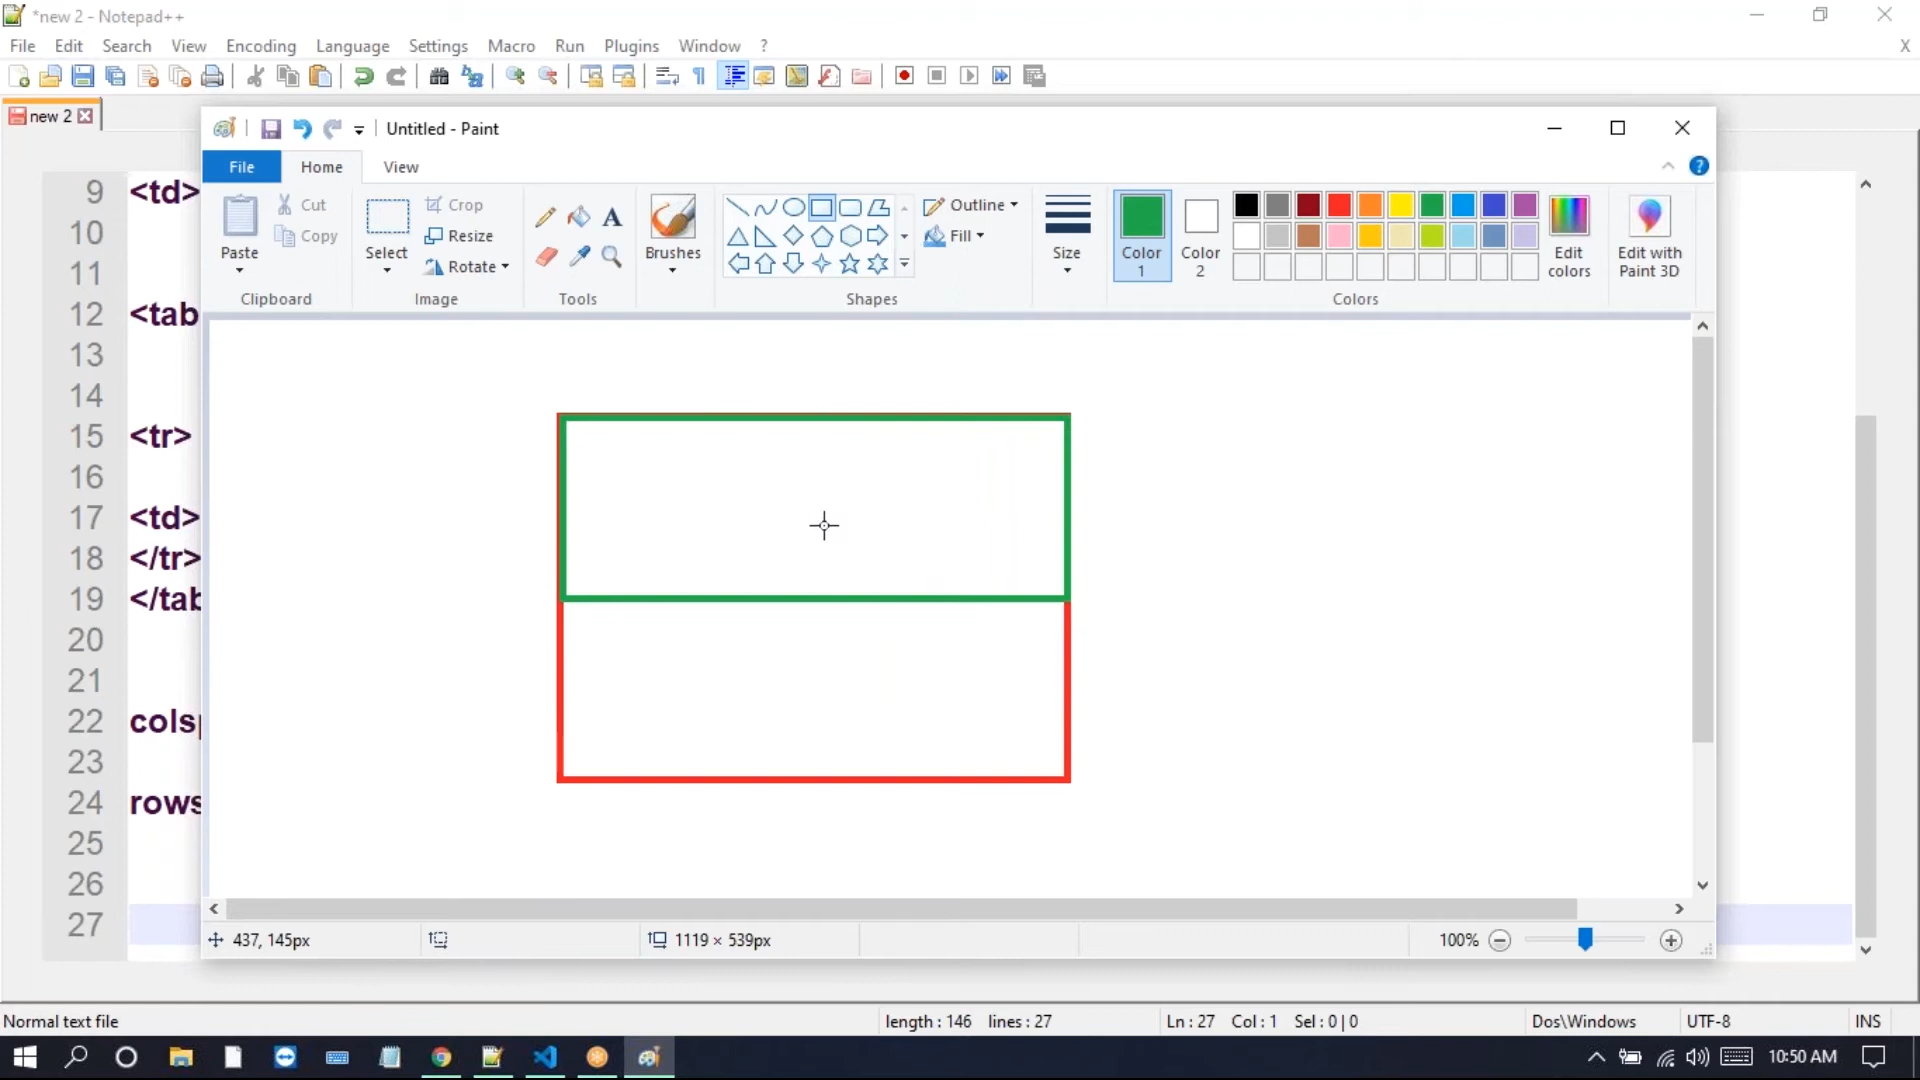 *new 2 - Notepad++
File Edit Search View Encoding Language Settings Macro Run Plugins Window ?
X
new 2
Untitled - Paint
File Home View
Paste
Cut
Copy
Clipboard
Select
Crop
Resize
Rotate
Image
A
Tools
Brushes
Shapes
Outline
Fill
Size
Color 1
Color 2
Colors
Edit colors
Edit with Paint 3D
9 <td>
10
11
12 <tab
13
14
15 <tr>
16
17 <td>
18 </tr>
19 </tab
20
21
22 cols
23
24 rows
25
26
27
437, 145px
1119 × 539px
100%
Normal text file
length : 146 lines : 27
Ln : 27 Col : 1 Sel : 0 | 0
Dos\Windows
UTF-8
INS
10:50 AM